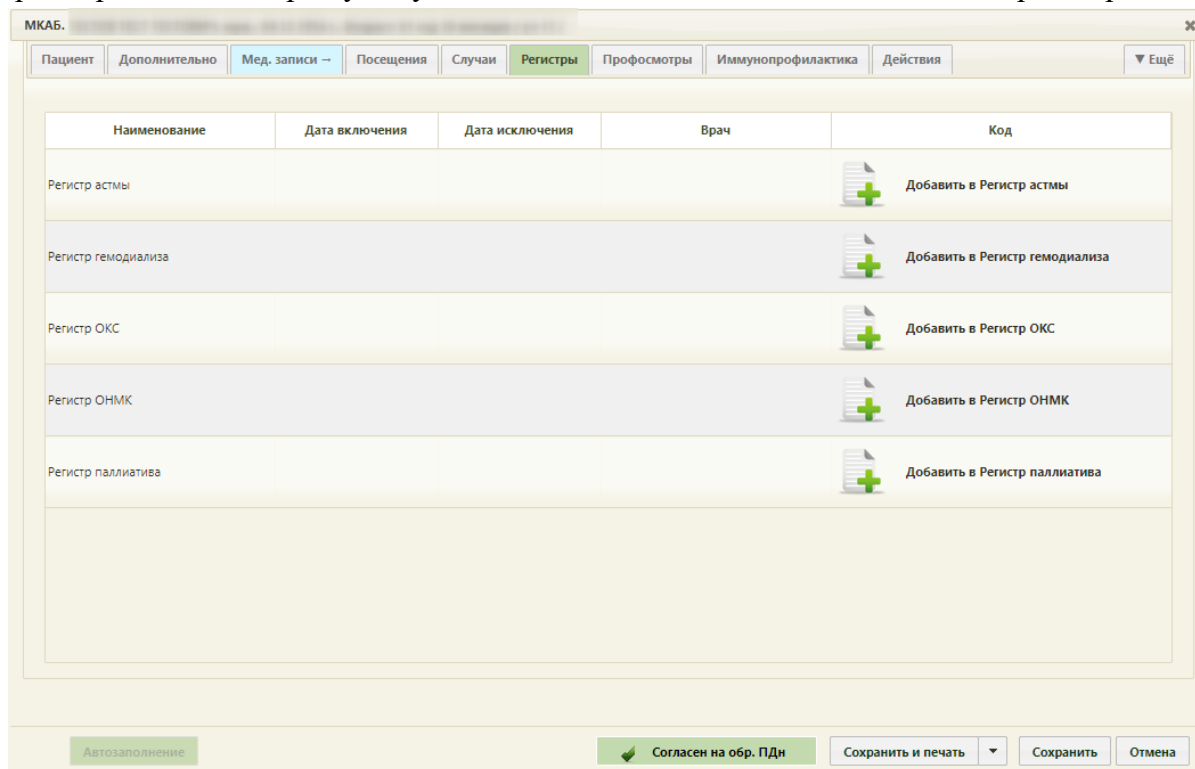 МКАБ.
Пациент Дополнительно Мед. записи → Посещения Случаи Регистры Профосмотры Иммунопрофилактика Действия ▼ Ещё
Наименование Дата включения Дата исключения Врач Код
Регистр астмы Добавить в Регистр астмы
Регистр гемодиализа Добавить в Регистр гемодиализа
Регистр ОКС Добавить в Регистр ОКС
Регистр ОНМК Добавить в Регистр ОНМК
Регистр паллиатива Добавить в Регистр паллиатива
Автозаполнение Согласен на обр. ПДн Сохранить и печать Сохранить Отмена